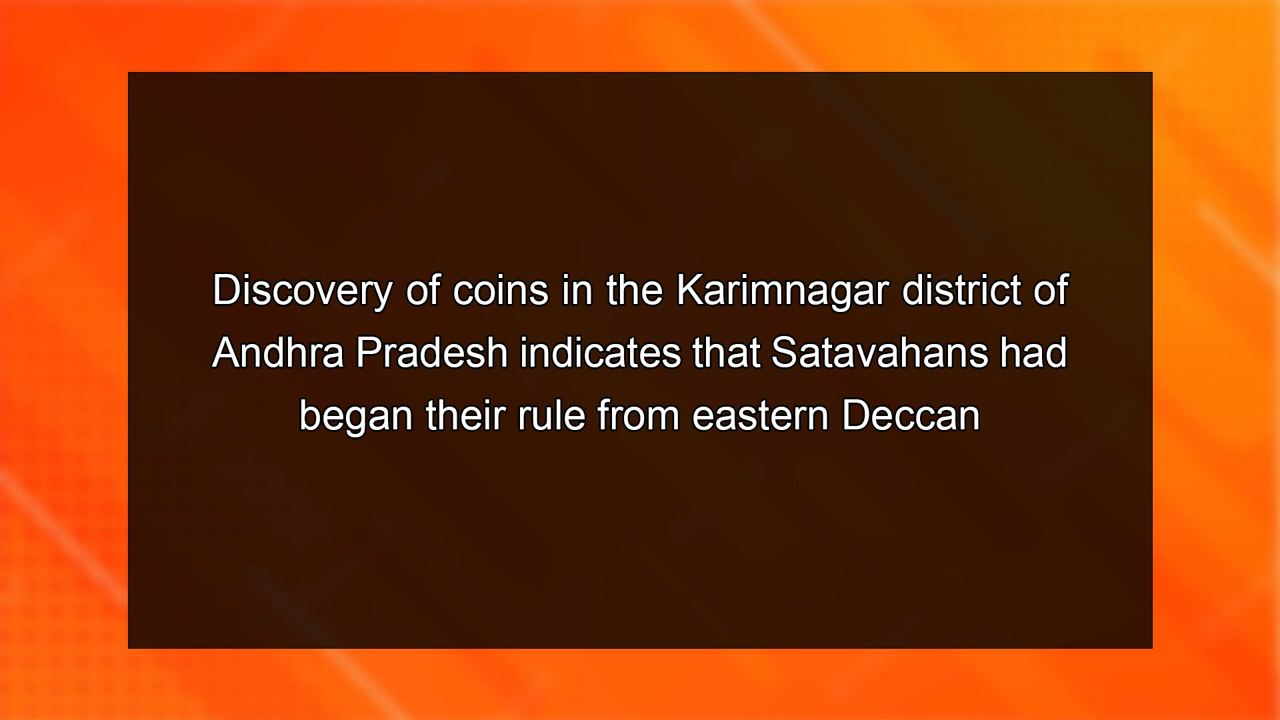 Discovery of coins in the Karimnagar district of
Andhra Pradesh indicates that Satavahans had
began their rule from eastern Deccan